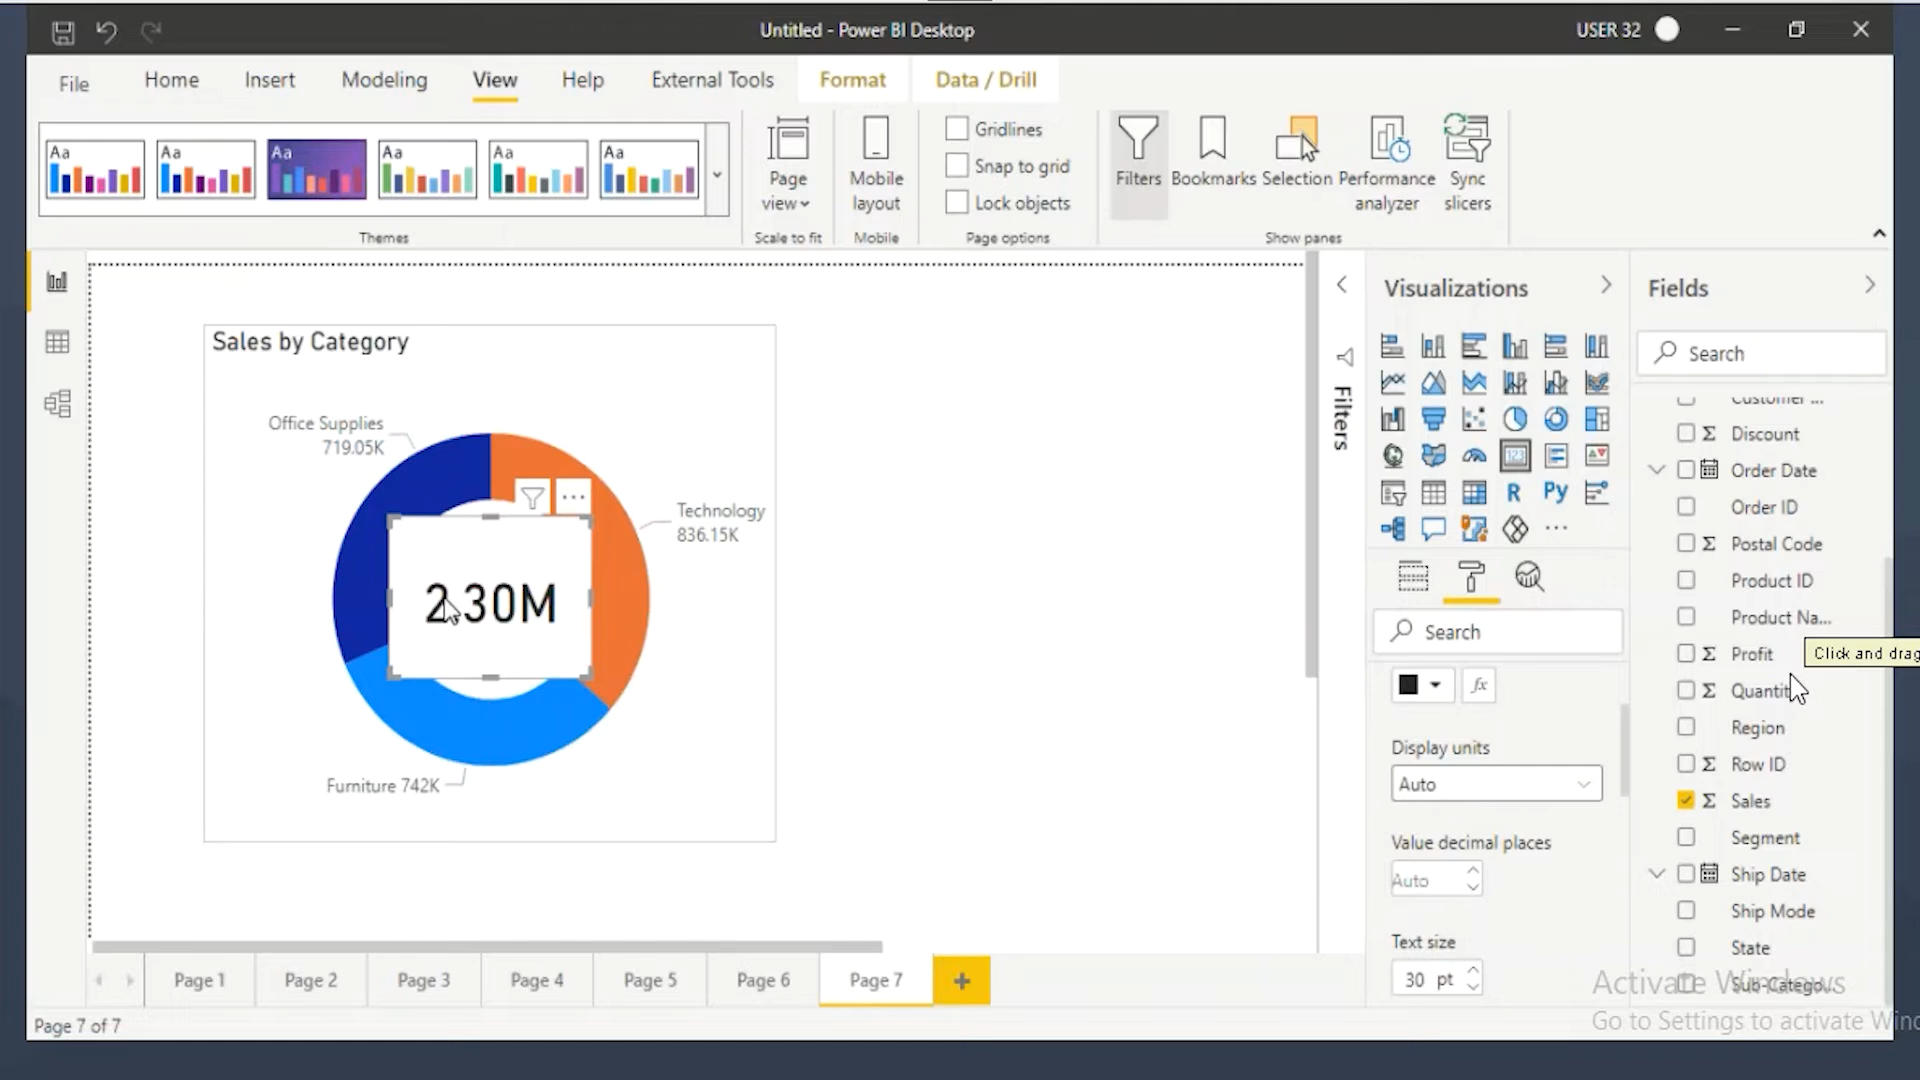 Untitled - Power BI Desktop
USER 32
File
Home
Insert
Modeling
View
Help
External Tools
Format
Data / Drill
Aa
Aa
Aa
Aa
Aa
Aa
Themes
Page
view
Scale to fit
Mobile
layout
Mobile
Gridlines
Snap to grid
Lock objects
Page options
Filters
Bookmarks
Selection
Performance
analyzer
Sync
slicers
Show panes
Sales by Category
Office Supplies
719.05K
Technology
836.15K
2.30M
Furniture 742K
Filters
Visualizations
123
R
Py
Search
fx
Display units
Auto
Value decimal places
Auto
Text size
30 pt
Fields
Search
Customer ...
Discount
Order Date
Order ID
Postal Code
Product ID
Product Na...
Profit
Click and drag
Region
Row ID
Sales
Segment
Ship Date
Ship Mode
State
Sub-Catego...
Activate Windows
Go to Settings to activate
Page 1
Page 2
Page 3
Page 4
Page 5
Page 6
Page 7
Page 7 of 7